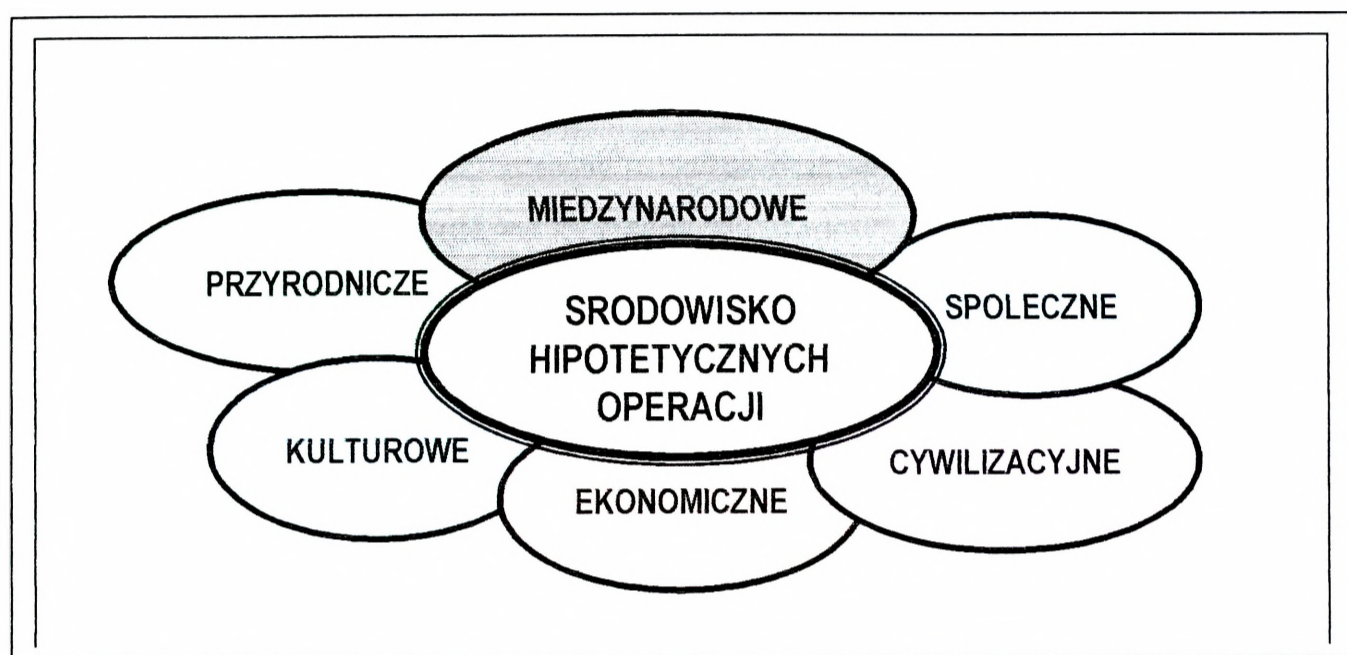 MIEDZYNARODOWE
PRZYRODNICZE
SPOLECZNE
SRODOWISKO
HIPOTETYCZNYCH
OPERACJI
KULTUROWE
CYWILIZACYJNE
EKONOMICZNE